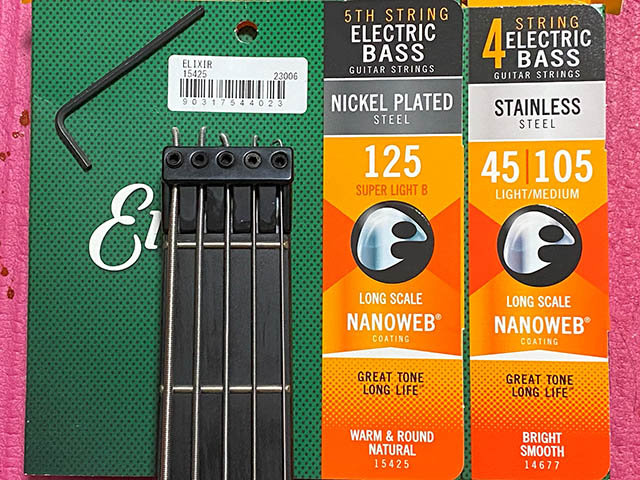 ELIXIR
15425 23006
90317544023
5TH STRING
ELECTRIC
BASS
GUITAR STRINGS
NICKEL PLATED
STEEL
125
SUPER LIGHT B
LONG SCALE
NANOWEB®
COATING
GREAT TONE
LONG LIFE™
WARM & ROUND
NATURAL
15425
4 STRING
ELECTRIC
BASS
GUITAR STRINGS
STAINLESS
STEEL
45|105
LIGHT/MEDIUM
LONG SCALE
NANOWEB®
COATING
GREAT TONE
LONG LIFE™
BRIGHT
SMOOTH
14677